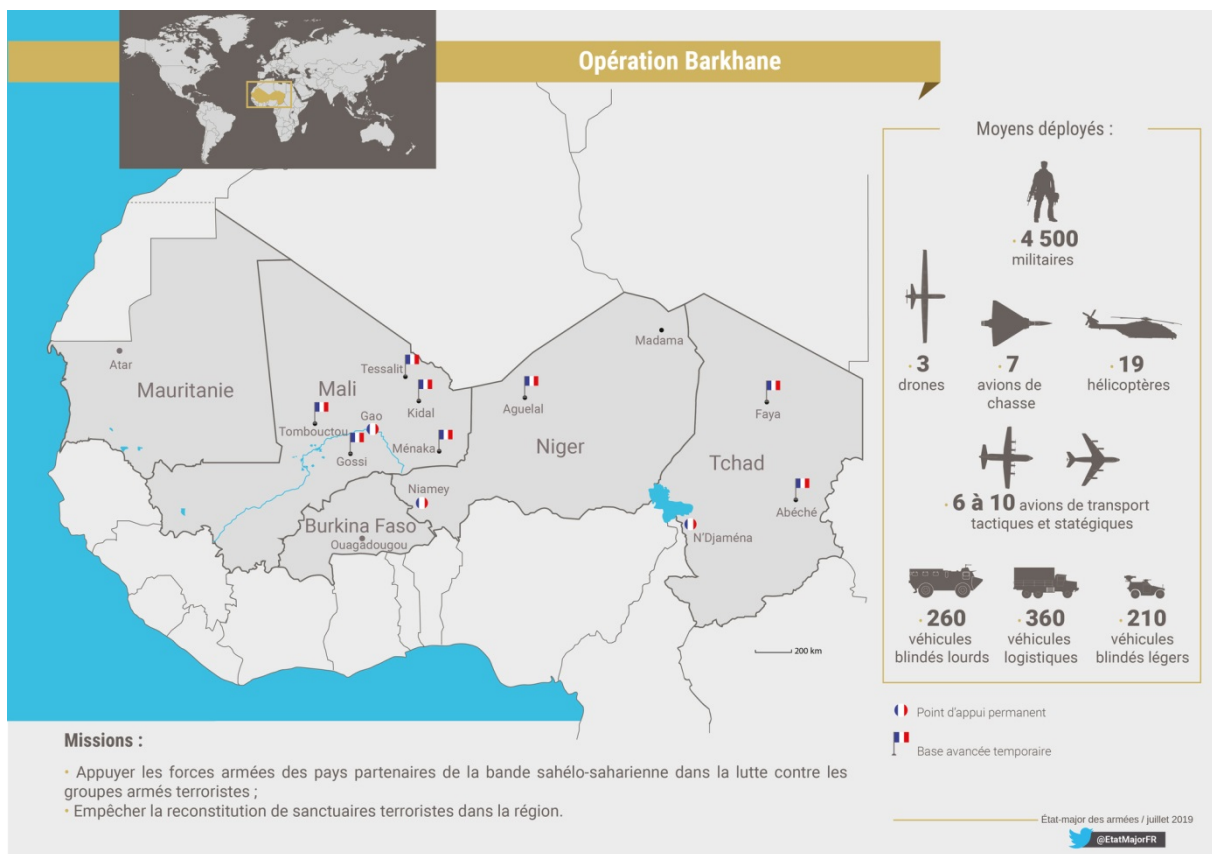 Opération Barkhane
Moyens déployés :
· 4 500
militaires
· 3
drones
· 7
avions de
chasse
· 19
hélicoptères
· 6 à 10 avions de transport
tactiques et statégiques
· 260
véhicules
blindés lourds
· 360
véhicules
logistiques
· 210
véhicules
blindés légers
Atar
Mauritanie
Mali
Tessalit
Kidal
Tombouctou
Gao
Gossi
Ménaka
Niamey
Burkina Faso
Ouagadougou
Aguelal
Niger
Madama
Faya
Tchad
Abéché
N'Djaména
200 km
Point d'appui permanent
Base avancée temporaire
Missions :
· Appuyer les forces armées des pays partenaires de la bande sahélo-saharienne dans la lutte contre les
groupes armés terroristes ;
· Empêcher la reconstitution de sanctuaires terroristes dans la région.
État-major des armées / juillet 2019
@EtatMajorFR